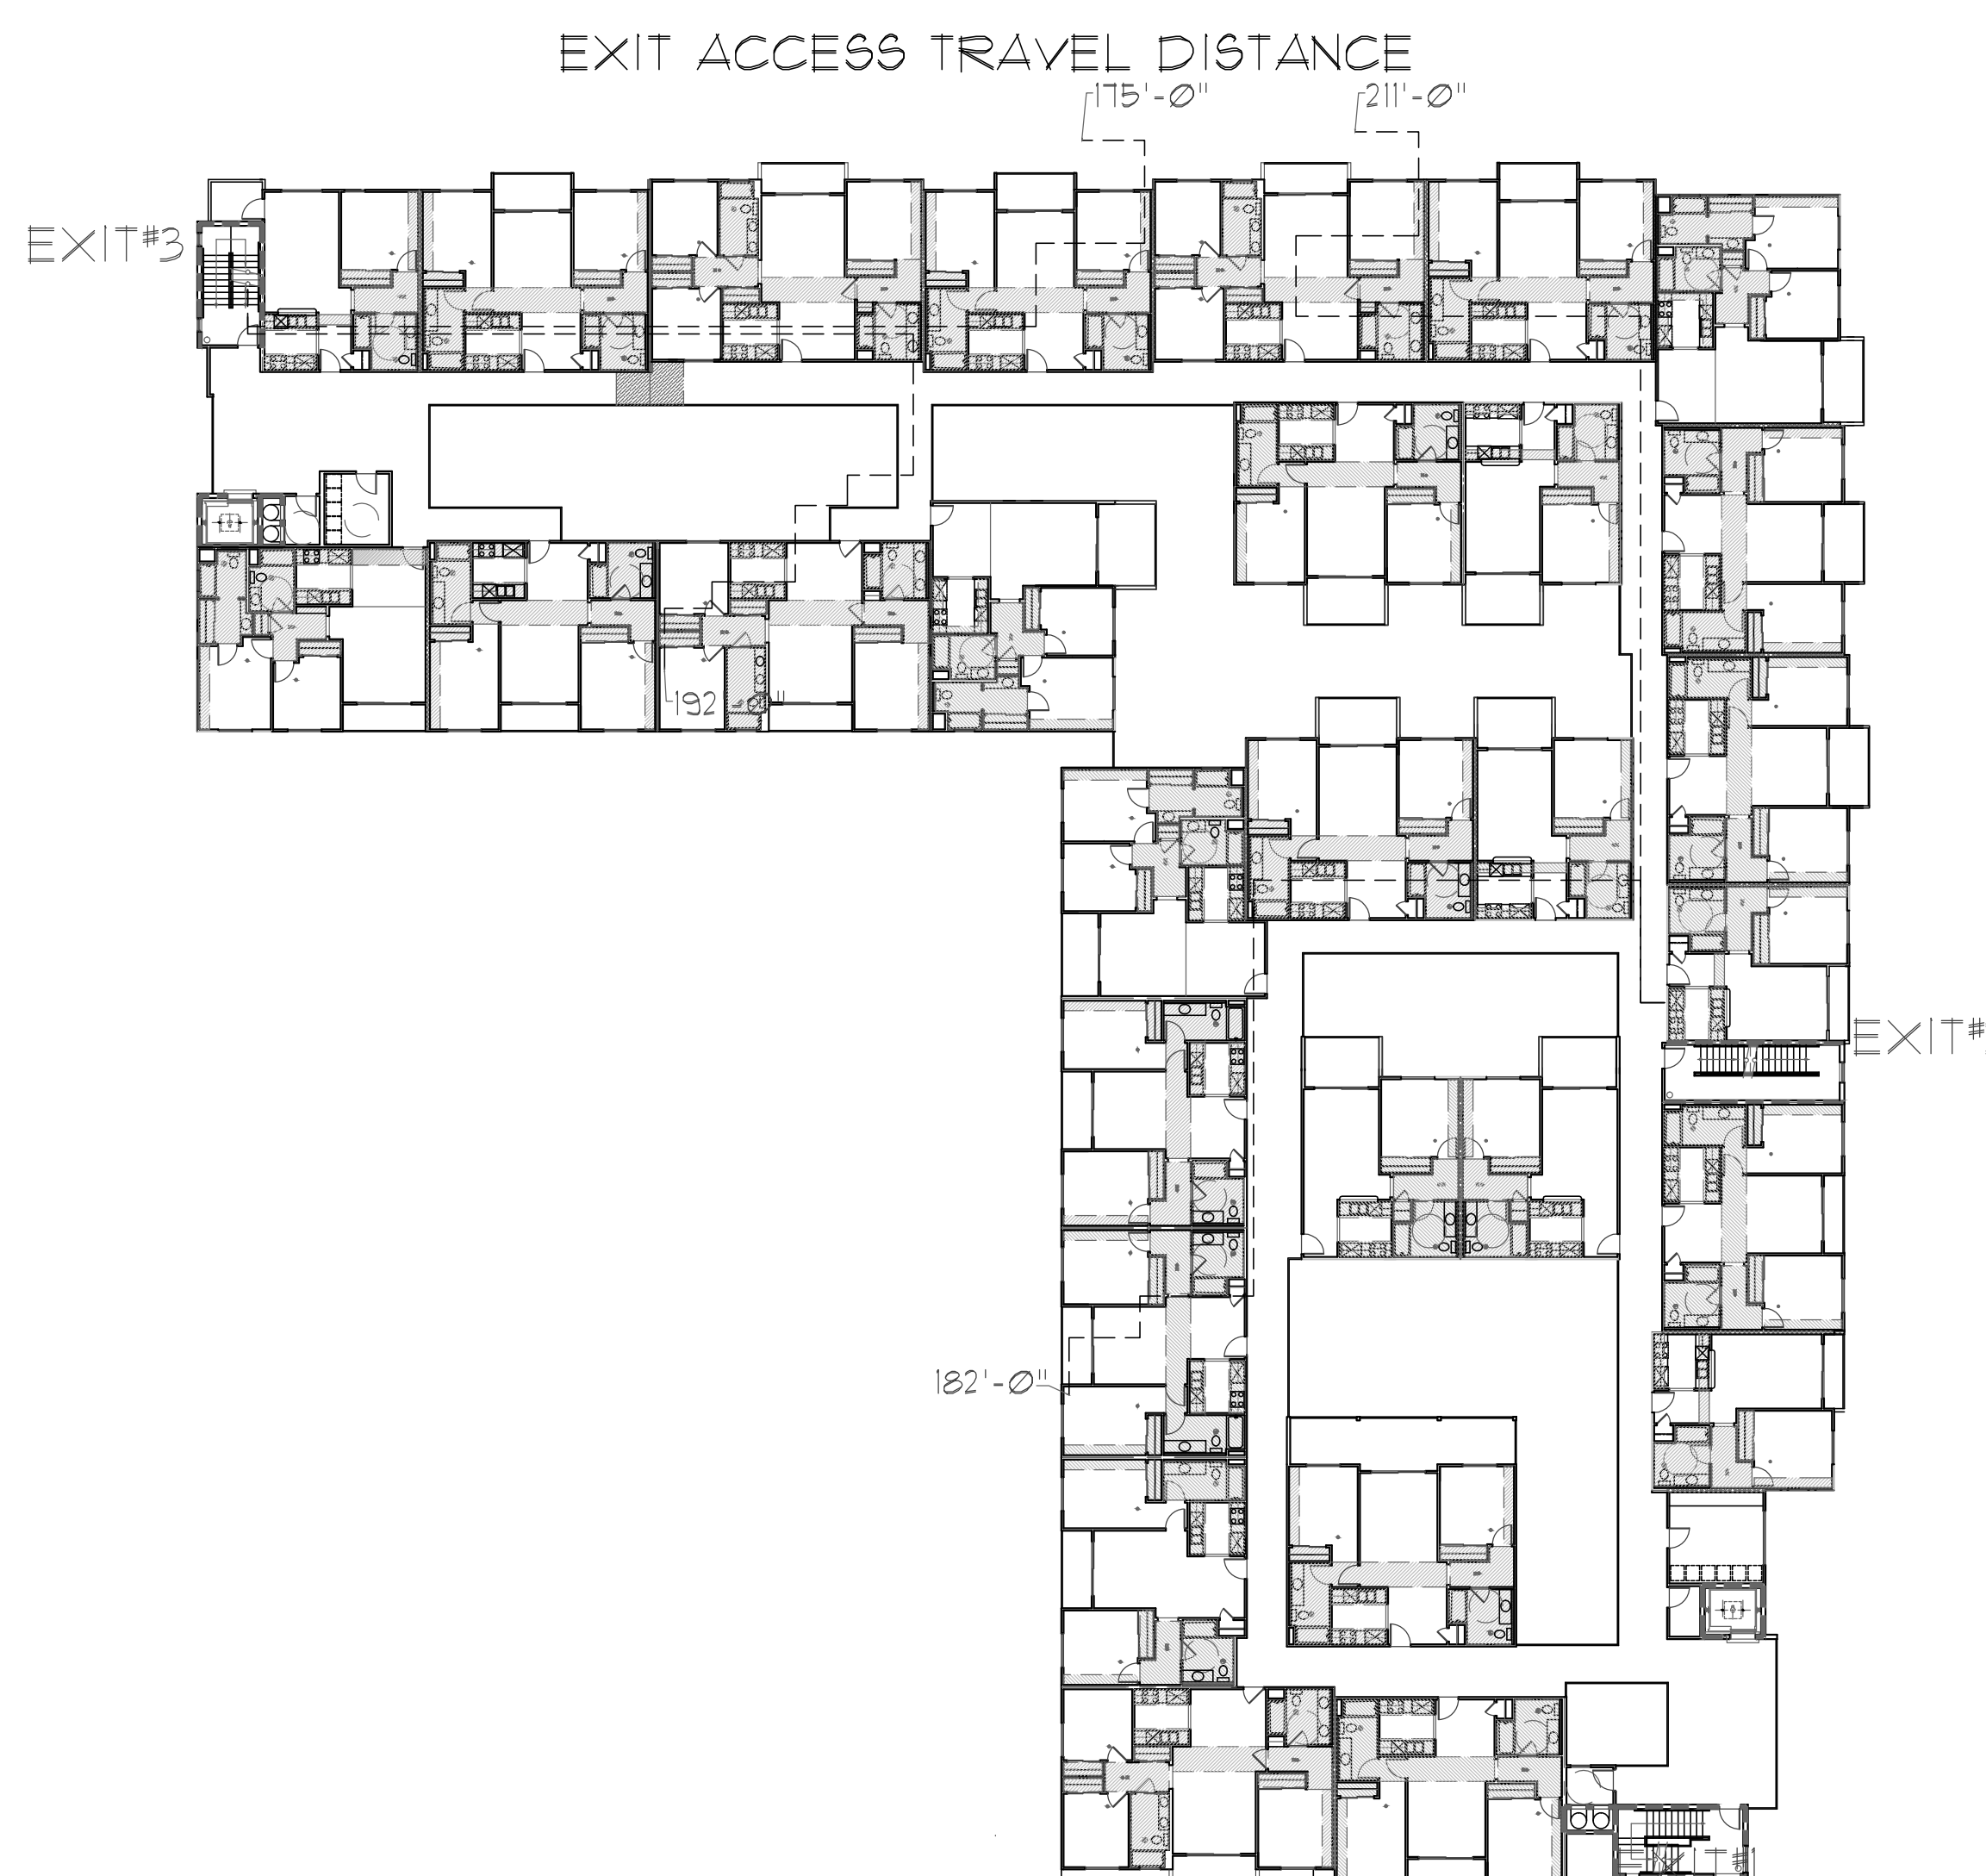 EXIT ACCESS TRAVEL DISTANCE
175'-0"
211'-0"
EXIT#3
192'-0"
EXIT#
182'-0"